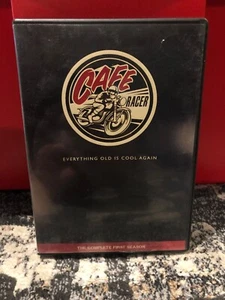 CAFE
RACER
EVERYTHING OLD IS COOL AGAIN
THE COMPLETE FIRST SEASON